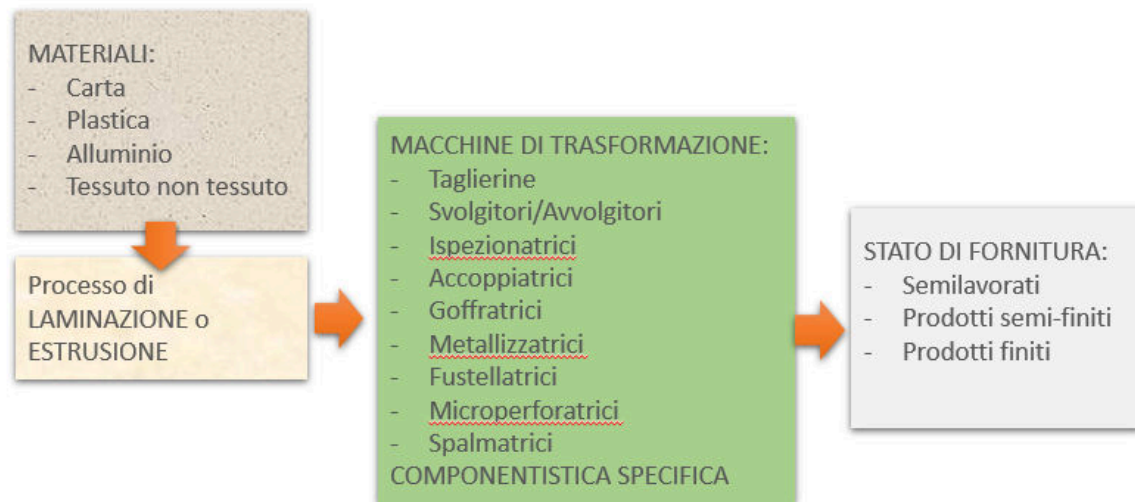 MATERIALI:
- Carta
- Plastica
- Alluminio
- Tessuto non tessuto
Processo di
LAMINAZIONE o
ESTRUSIONE
MACCHINE DI TRASFORMAZIONE:
- Taglierine
- Svolgitori/Avvolgitori
- Ispezionatrici
- Accoppiatrici
- Goffratrici
- Metallizzatrici
- Fustellatrici
- Microperforatrici
- Spalmatrici
COMPONENTISTICA SPECIFICA
STATO DI FORNITURA:
- Semilavorati
- Prodotti semi-finiti
- Prodotti finiti